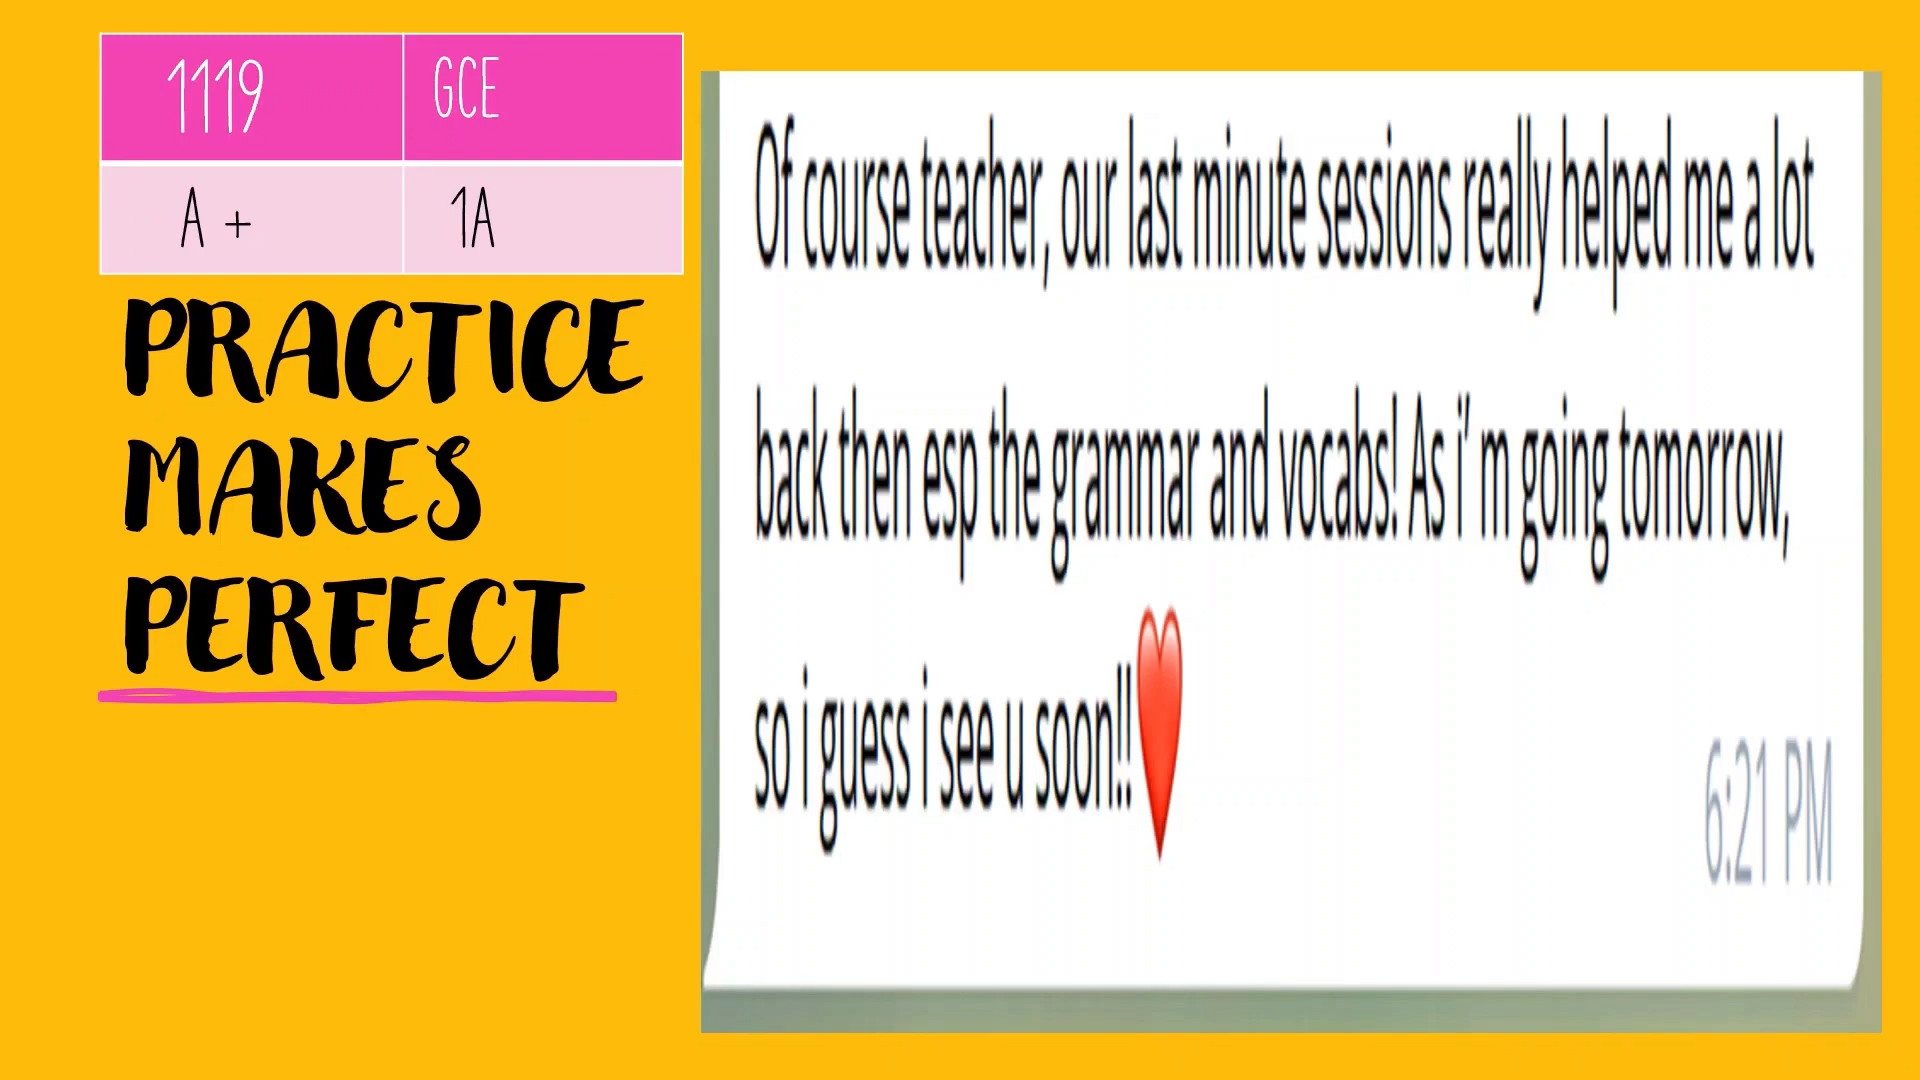 1119 GCE
A + 1A
PRACTICE
MAKES
PERFECT
Of course teacher, our last minute sessions really helped me a lot
back then esp the grammar and vocabs! As i'm going tomorrow,
so i guess i see u soon!!❤️
6:21 PM